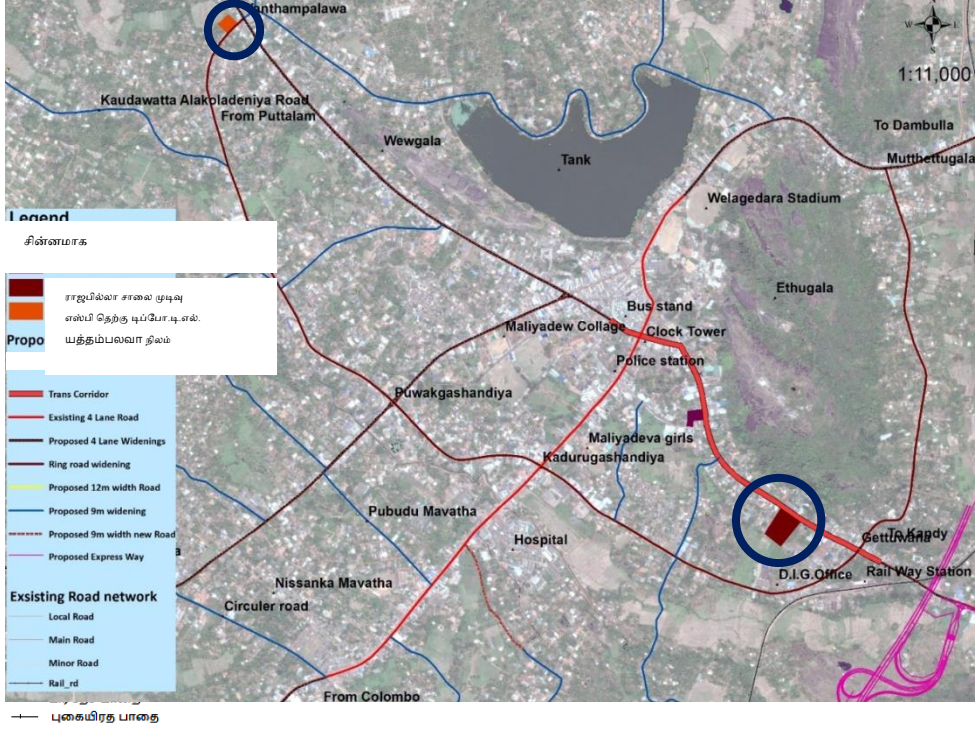 anthampalawa
1:11,000
Kaudawatta Alakoladeniya Road
From Puttalam
To Dambulla
Wewgala
Mutthettugala
Tank
Welagedara Stadium
Legend
சின்னமாக
Ethugala
ராஜபில்லா சாலை முடிவு
எஸ்பி தெற்கு டிப்போ.டி.எல்.
யத்தம்பலவா நிலம்
Bus stand
Maliyadew Collage
Clock Tower
Propo
Police station
Trans Corridor
Puwakgashandiya
Exsisting 4 Lane Road
Proposed 4 Lane Widenings
Maliyadeva girls
Kadurugashandiya
Ring road widening
Proposed 12m width Road
Proposed 9m widening
Pubudu Mavatha
Proposed 9m width new Road
Hospital
To Kandy
Gettuwana
Proposed Express Way
D.I.G.Office
Rail Way Station
Nissanka Mavatha
Exsisting Road network
Circuler road
Local Road
Main Road
Minor Road
Rail_rd
From Colombo
புகையிரத பாதை